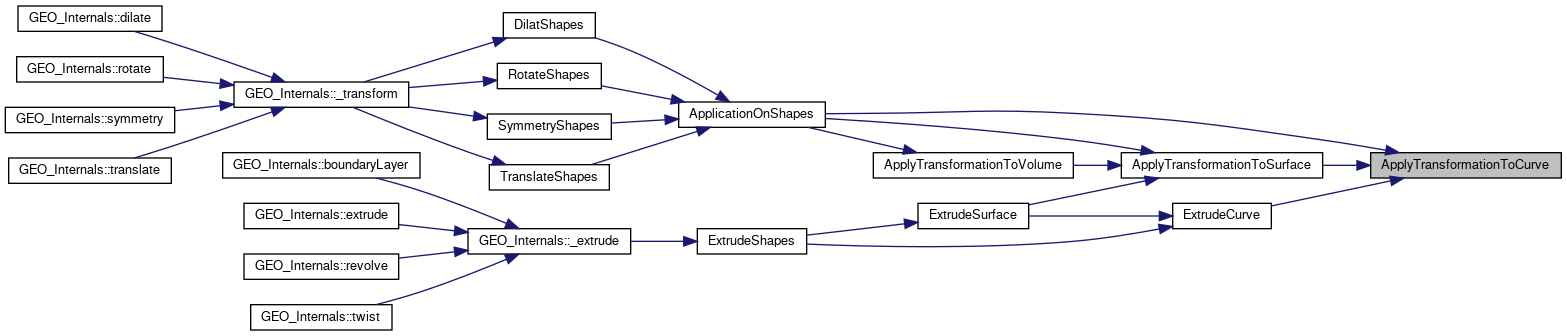 GEO_Internals::dilate
GEO_Internals::rotate
GEO_Internals::symmetry
GEO_Internals::translate
GEO_Internals::_transform
DilatShapes
RotateShapes
SymmetryShapes
TranslateShapes
ApplicationOnShapes
ApplyTransformationToVolume
ApplyTransformationToSurface
ApplyTransformationToCurve
GEO_Internals::boundaryLayer
GEO_Internals::extrude
GEO_Internals::revolve
GEO_Internals::twist
GEO_Internals::_extrude
ExtrudeShapes
ExtrudeSurface
ExtrudeCurve